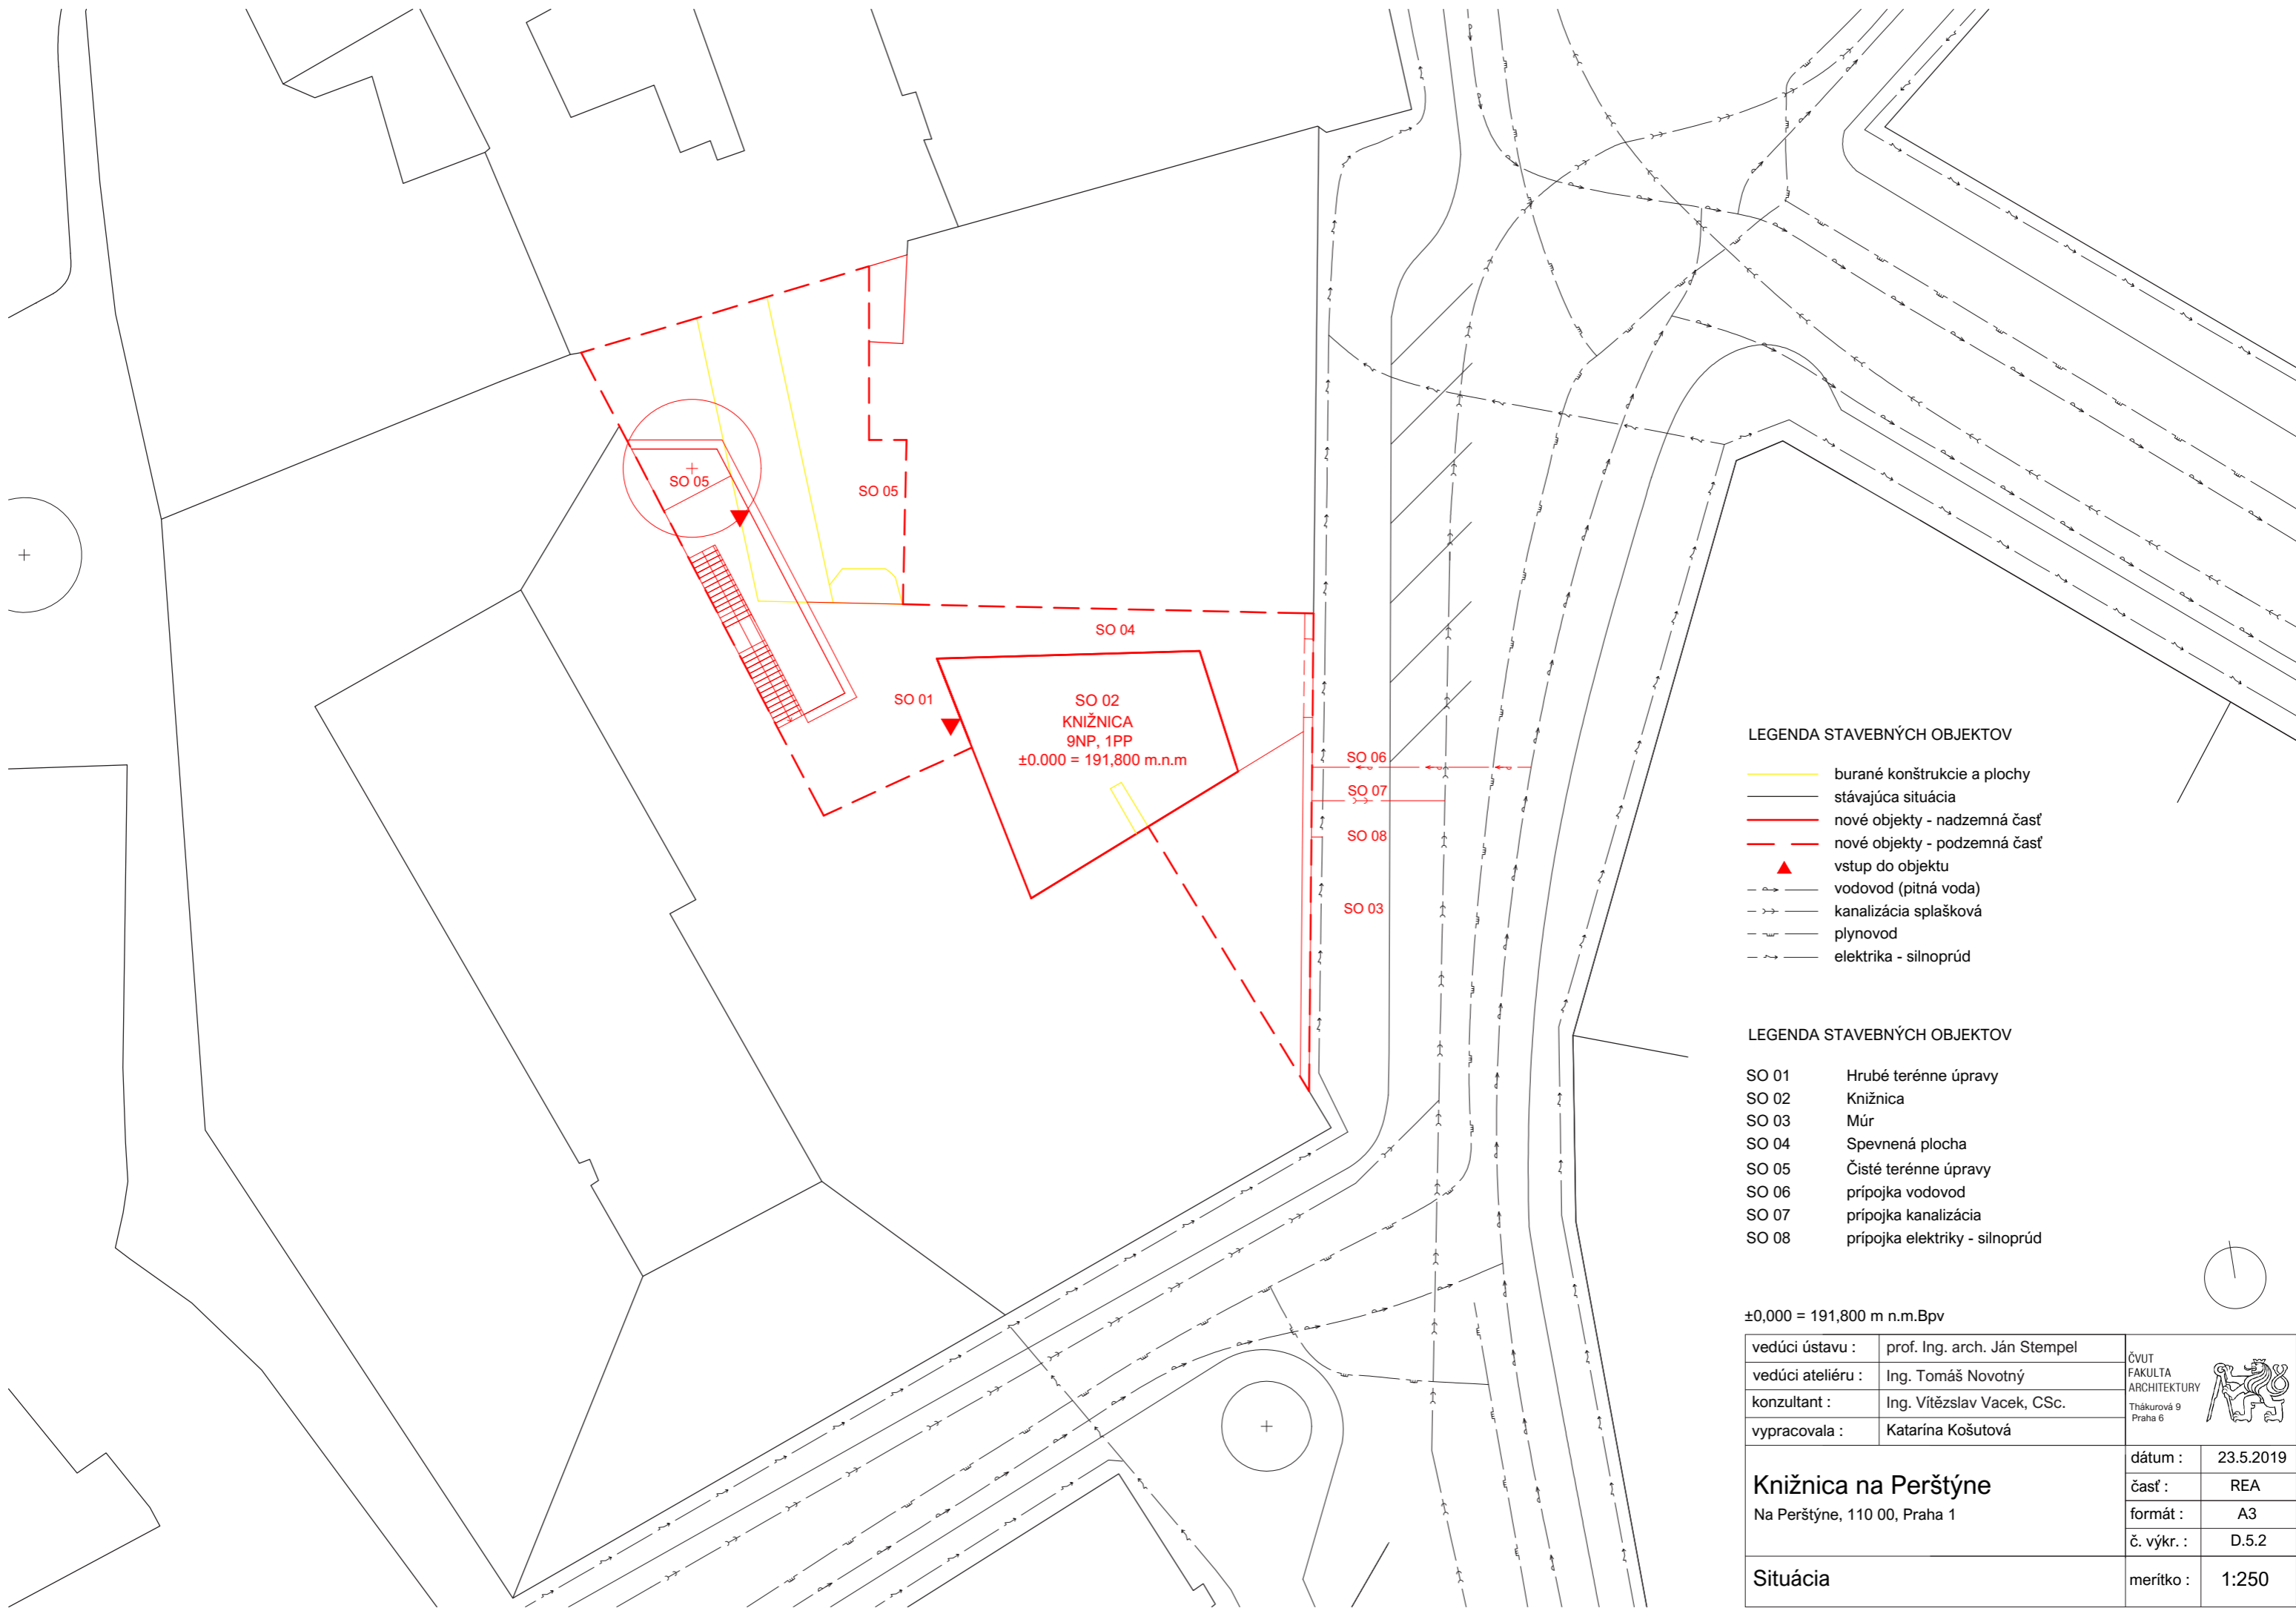 SO 05
SO 05
SO 04
SO 01
SO 02
KNIŽNICA
9NP, 1PP
±0.000 = 191,800 m.n.m
SO 06
SO 07
SO 08
SO 03
LEGENDA STAVEBNÝCH OBJEKTOV
burané konštrukcie a plochy
stávajúca situácia
nové objekty - nadzemná časť
nové objekty - podzemná časť
vstup do objektu
vodovod (pitná voda)
kanalizácia splašková
plynovod
elektrika - silnoprúd
LEGENDA STAVEBNÝCH OBJEKTOV
SO 01 Hrubé terénne úpravy
SO 02 Knižnica
SO 03 Múr
SO 04 Spevnená plocha
SO 05 Čisté terénne úpravy
SO 06 prípojka vodovod
SO 07 prípojka kanalizácia
SO 08 prípojka elektriky - silnoprúd
±0,000 = 191,800 m n.m.Bpv
vedúci ústavu : prof. Ing. arch. Ján Stempel
vedúci ateliéru : Ing. Tomáš Novotný
konzultant : Ing. Vítězslav Vacek, CSc.
vypracovala : Katarína Košutová
ČVUT
FAKULTA
ARCHITEKTURY
Thákurová 9
Praha 6
Knižnica na Perštýne
Na Perštýne, 110 00, Praha 1
dátum : 23.5.2019
časť : REA
formát : A3
č. výkr. : D.5.2
Situácia
merítko : 1:250